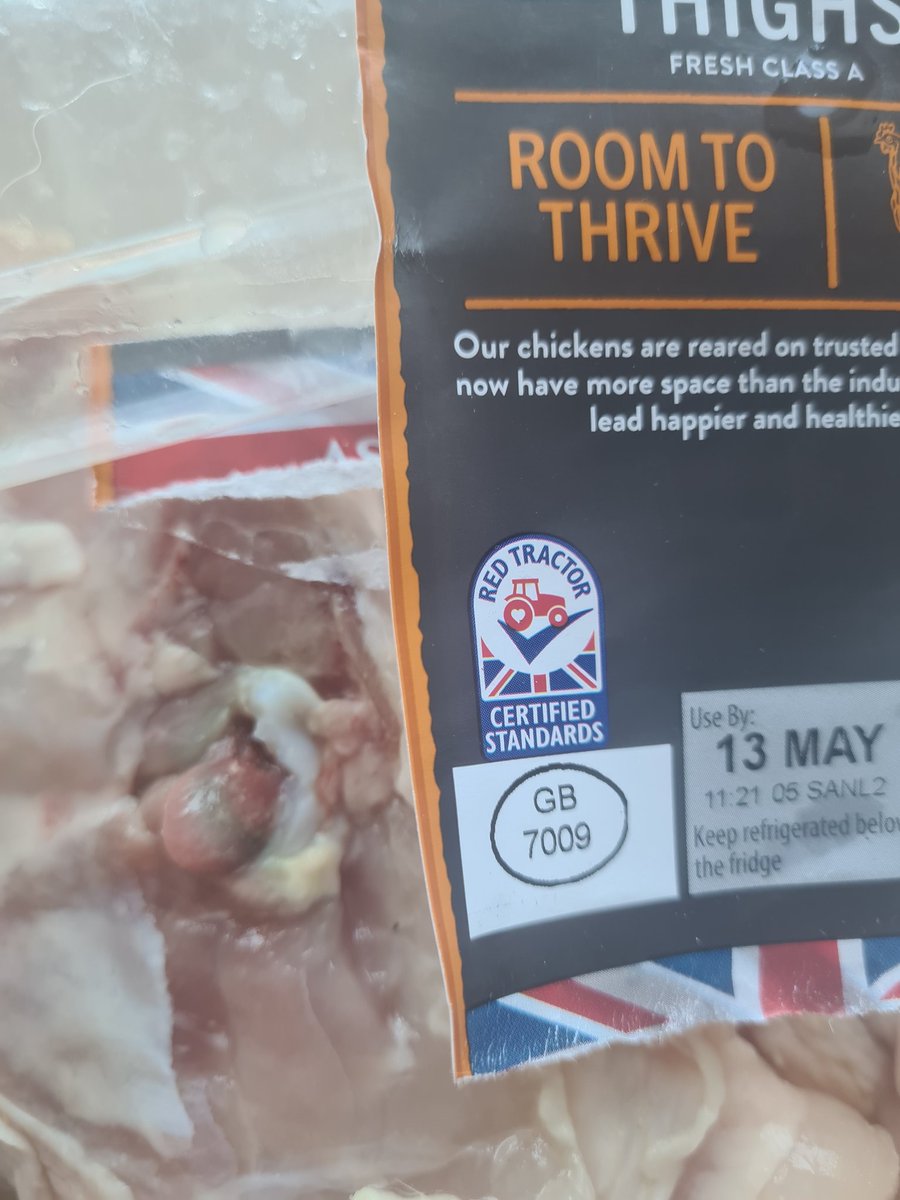 THIGHS
FRESH CLASS A
ROOM TO
THRIVE
Our chickens are reared on trusted
now have more space than the indu
lead happier and healthie
RED TRACTOR
CERTIFIED
STANDARDS
Use By:
13 MAY
11:21 05 SANL2
Keep refrigerated below
the fridge
GB
7009